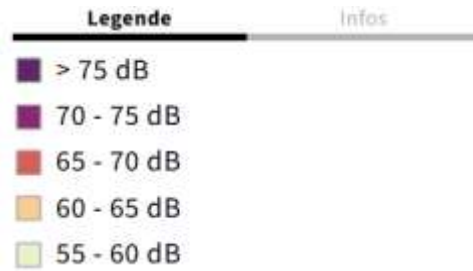 Legende Infos
> 75 dB
70 - 75 dB
65 - 70 dB
60 - 65 dB
55 - 60 dB